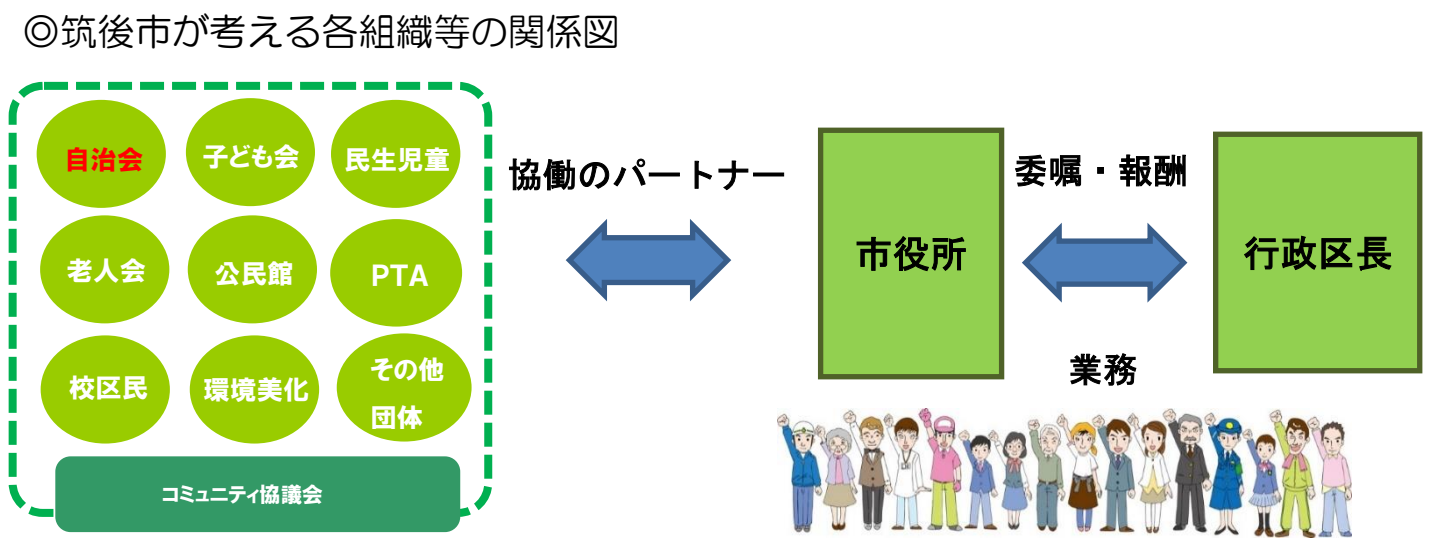 ◎筑後市が考える各組織等の関係図
自治会
子ども会
民生児童
老人会
公民館
PTA
校区民
環境美化
その他
団体
コミュニティ協議会
協働のパートナー
市役所
委嘱・報酬
業務
行政区長